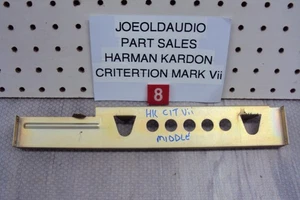 JOEOLDAUDIO
PART SALES
HARMAN KARDON
CRITERTION MARK Vii
8
HK CIT Vii
MIDDLE